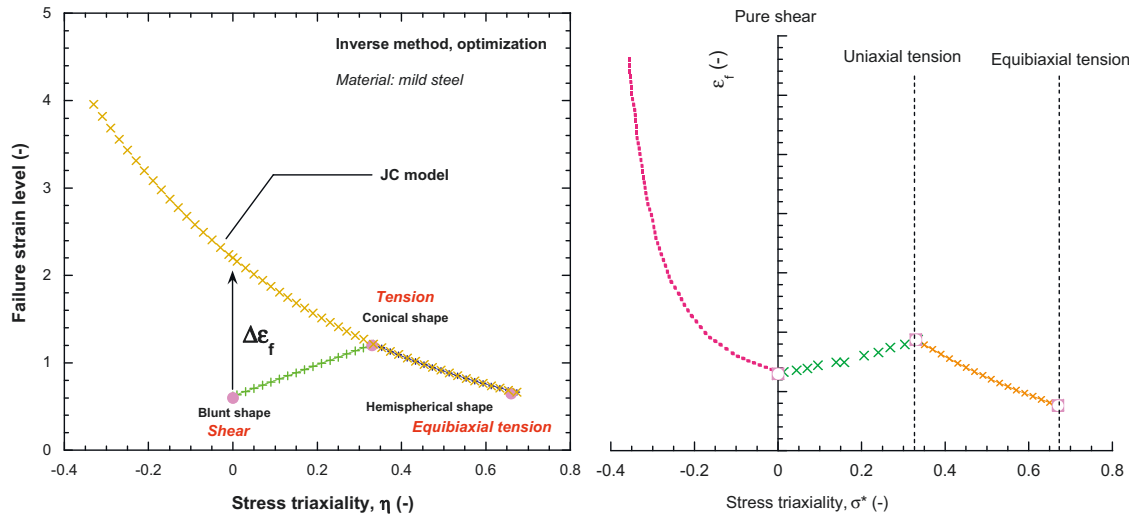 5
4
3
2
1
0
Failure strain level (-)
Inverse method, optimization
Material: mild steel
JC model
Δεf
Tension
Conical shape
Blunt shape
Shear
Hemispherical shape
Equibiaxial tension
-0.4 -0.2 0 0.2 0.4 0.6 0.8
Stress triaxiality, η (-)
Pure shear
εf (-)
Uniaxial tension
Equibiaxial tension
-0.4 -0.2 0 0.2 0.4 0.6 0.8
Stress triaxiality, σ* (-)